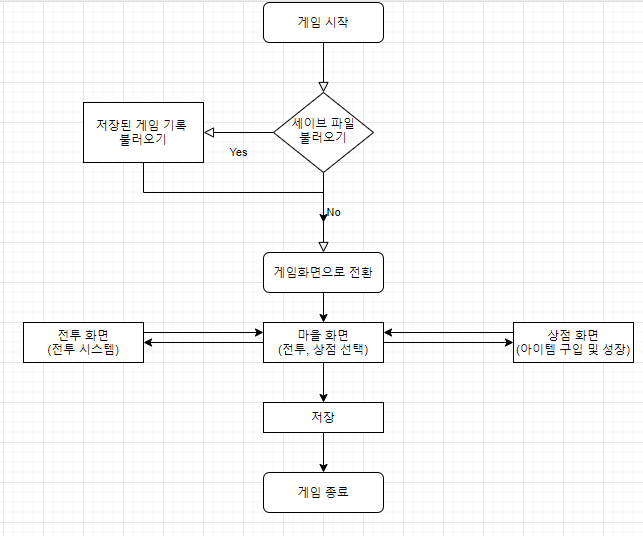 게임 시작
세이브 파일
불러오기
저장된 게임 기록
불러오기
Yes
No
게임화면으로 전환
전투 화면
(전투 시스템)
마을 화면
(전투, 상점 선택)
상점 화면
(아이템 구입 및 성장)
저장
게임 종료